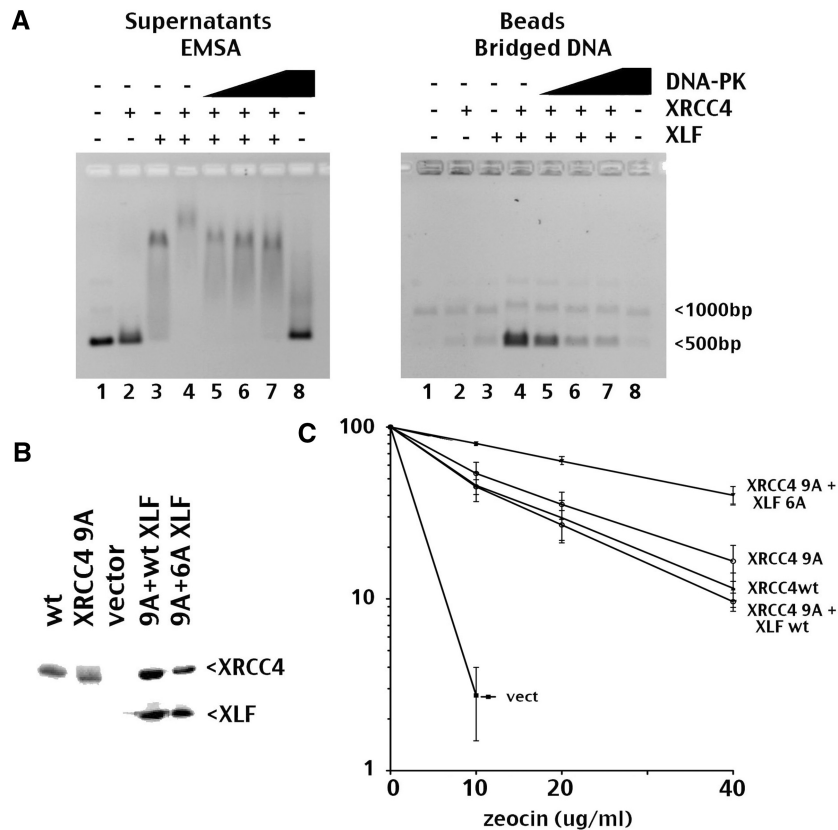 A
Supernatants
EMSA
Beads
Bridged DNA
- - - - DNA-PK
- - - -
- + - + + + + - XRCC4
- + - + + + + -
- - + + + + + - XLF
- - + + + + + -
<1000bp
<500bp
1 2 3 4 5 6 7 8
1 2 3 4 5 6 7 8
B
wt
XRCC4 9A
vector
9A+wt XLF
9A+6A XLF
<XRCC4
<XLF
C
100
10
1
0 10 20 40
zeocin (ug/ml)
XRCC4 9A +
XLF 6A
XRCC4 9A
XRCC4wt
XRCC4 9A +
XLF wt
vect